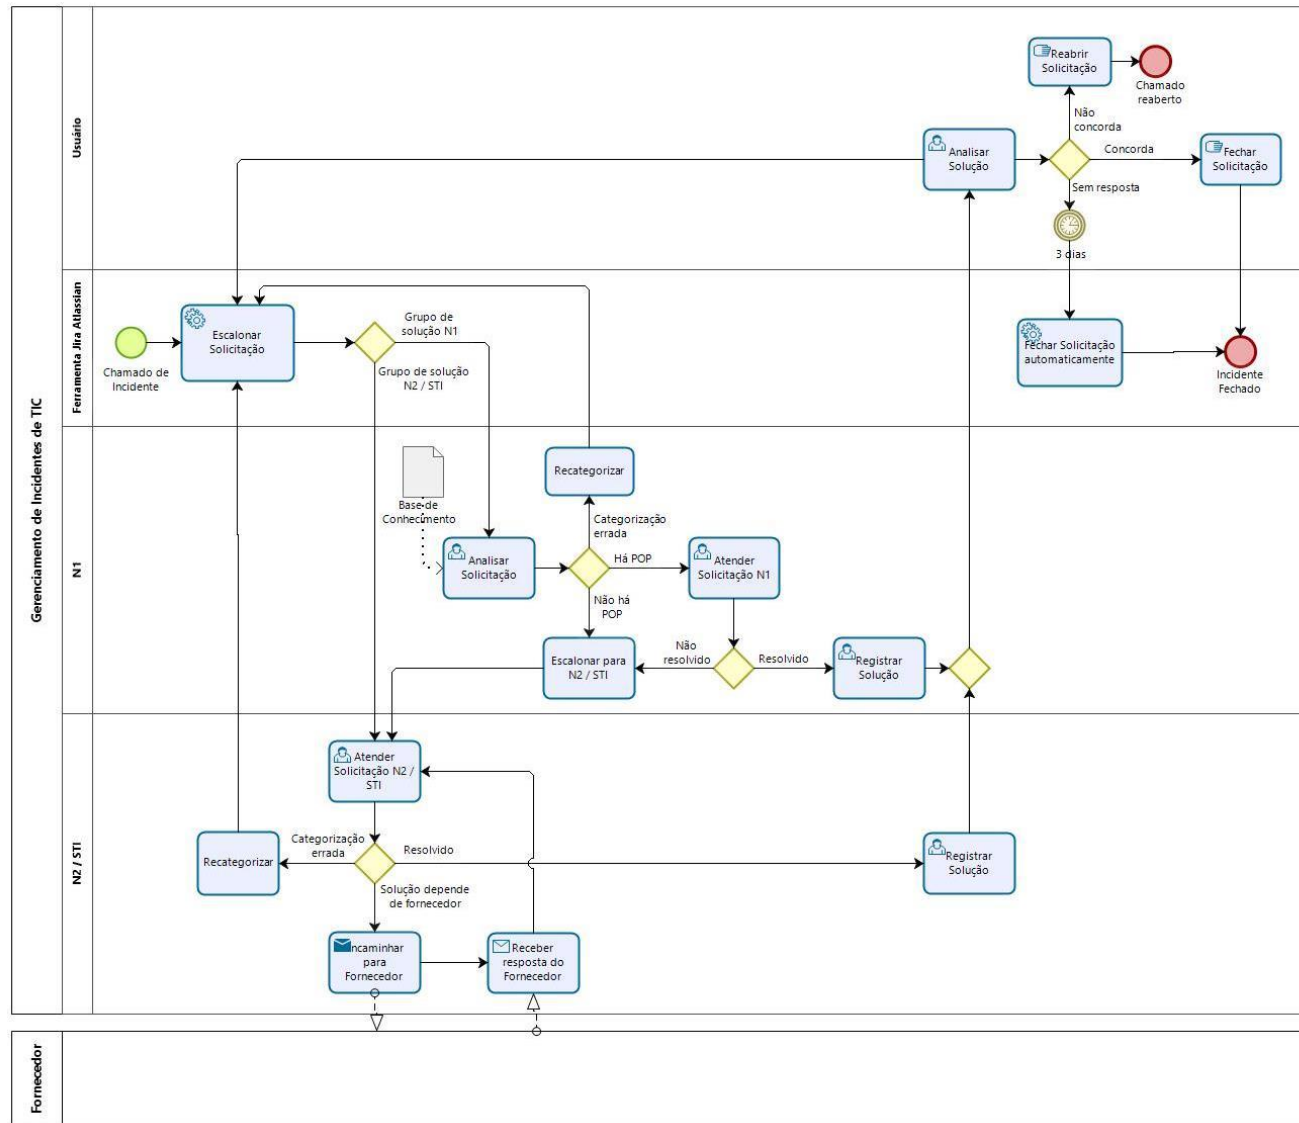 Gerenciamento de Incidentes de TIC
Usuário
Reabrir
Solicitação
Chamado
reaberto
Não
concorda
Analisar
Solução
Concorda
Fechar
Solicitação
Sem resposta
3 dias
Ferramenta Jira Atlassian
Chamado de
Incidente
Escalonar
Solicitação
Grupo de
solução N1
Grupo de solução
N2 / STI
Fechar Solicitação
automaticamente
Incidente
Fechado
N1
Base de
Conhecimento
Recategorizar
Categorização
errada
Analisar
Solicitação
Há POP
Atender
Solicitação N1
Não há
POP
Escalonar para
N2 / STI
Não
resolvido
Resolvido
Registrar
Solução
N2 / STI
Atender
Solicitação N2 /
STI
Recategorizar
Categorização
errada
Resolvido
Registrar
Solução
Solução depende
de fornecedor
ncaminhar
para
Fornecedor
Receber
resposta do
Fornecedor
Fornecedor